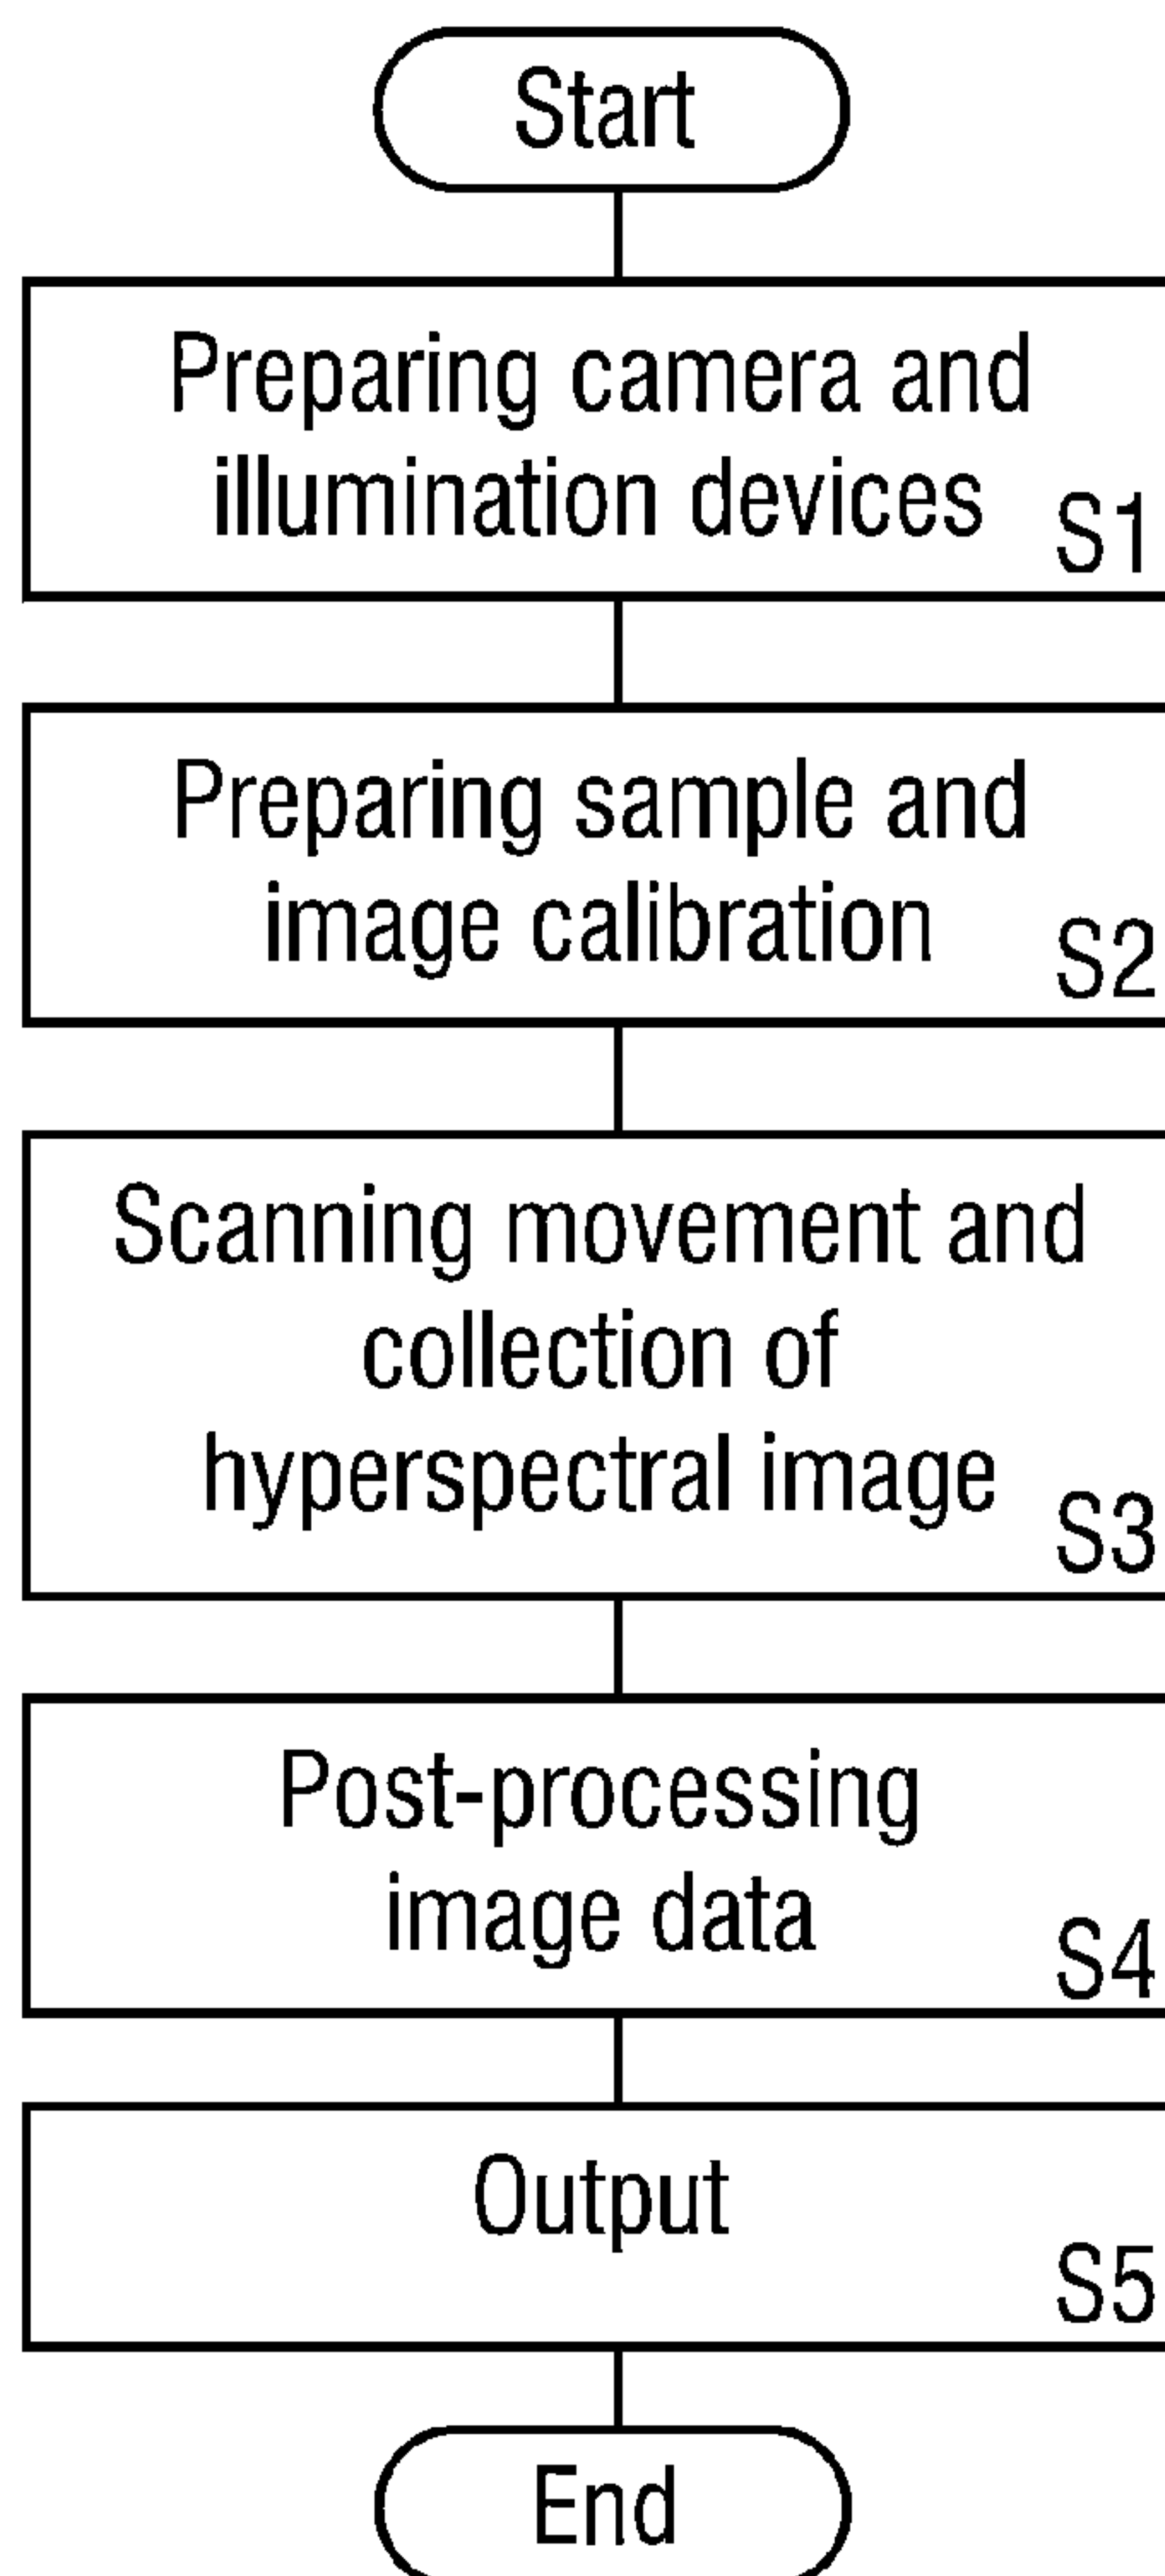 Start
Preparing camera and
illumination devices
S1
Preparing sample and
image calibration
S2
Scanning movement and
collection of
hyperspectral image
S3
Post-processing
image data
S4
Output
S5
End